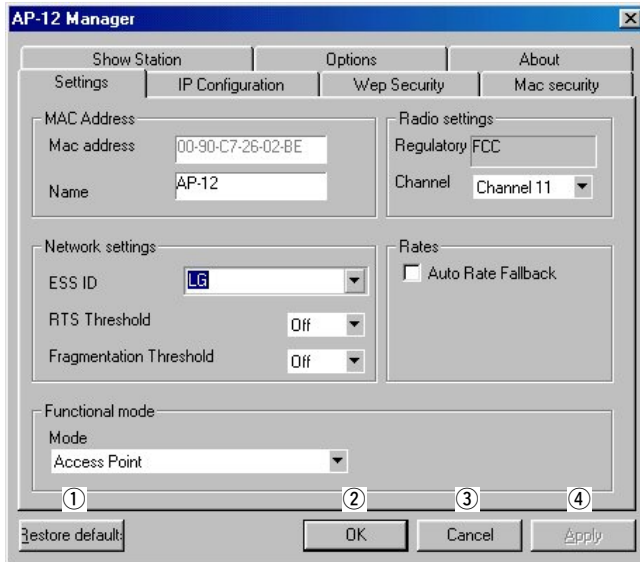 AP-12 Manager
Show Station Options About
Settings IP Configuration Wep Security Mac security
MAC Address
Mac address 00-90-C7-26-02-BE
Name AP-12
Radio settings
Regulatory FCC
Channel Channel 11
Network settings
ESS ID LG
RTS Threshold Off
Fragmentation Threshold Off
Rates
Auto Rate Fallback
Functional mode
Mode
Access Point
① ② ③ ④
Restore default: OK Cancel Apply